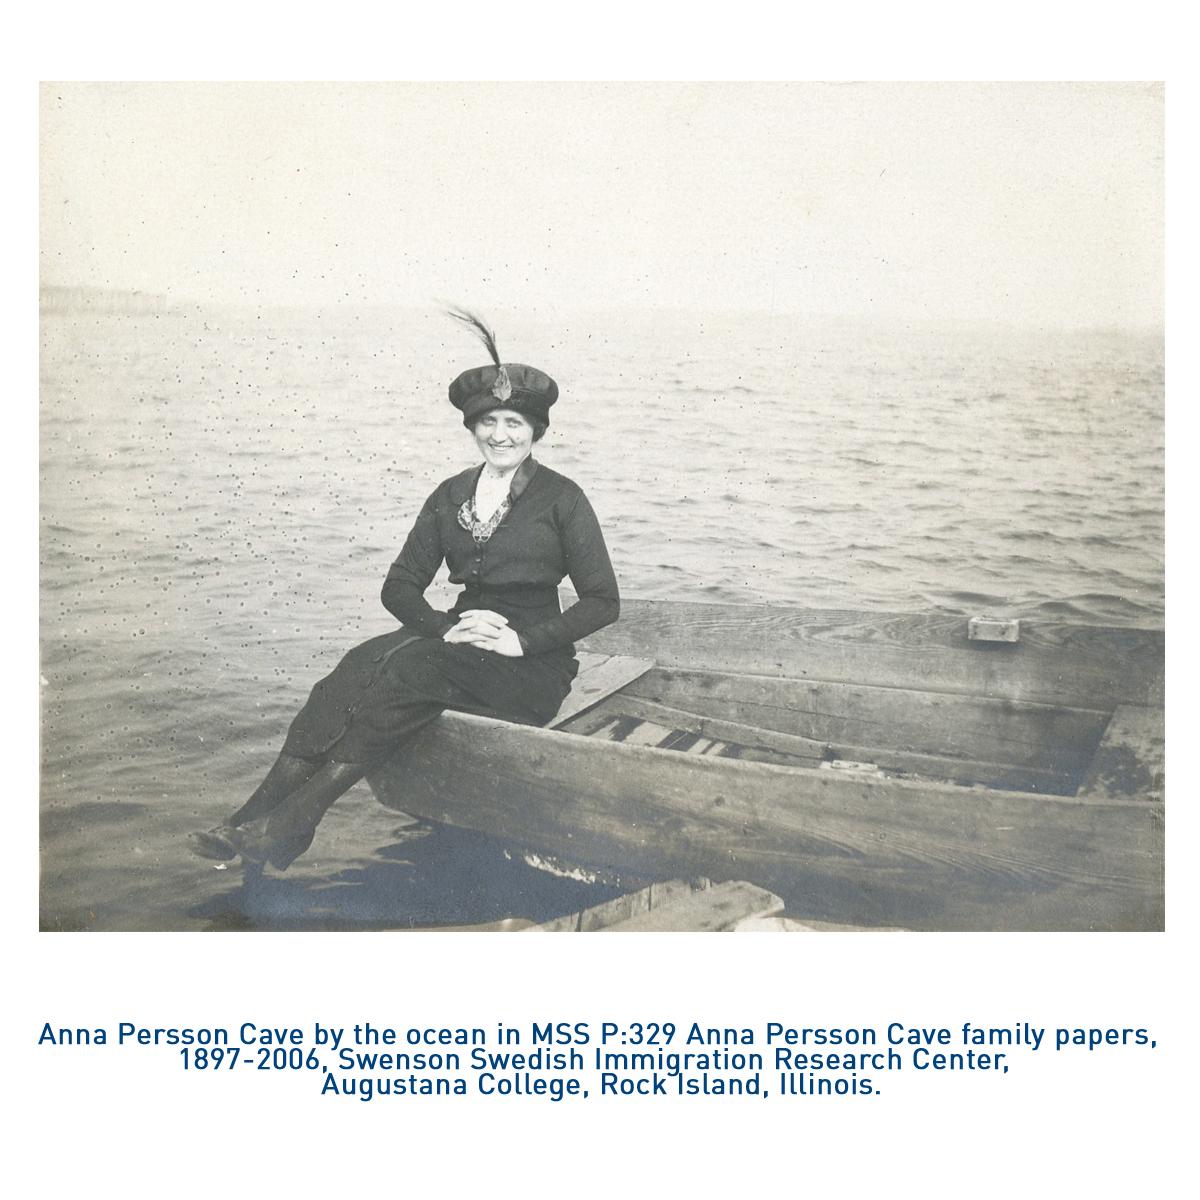 Anna Persson Cave by the ocean in MSS P:329 Anna Persson Cave family papers,
1897-2006, Swenson Swedish Immigration Research Center,
Augustana College, Rock Island, Illinois.